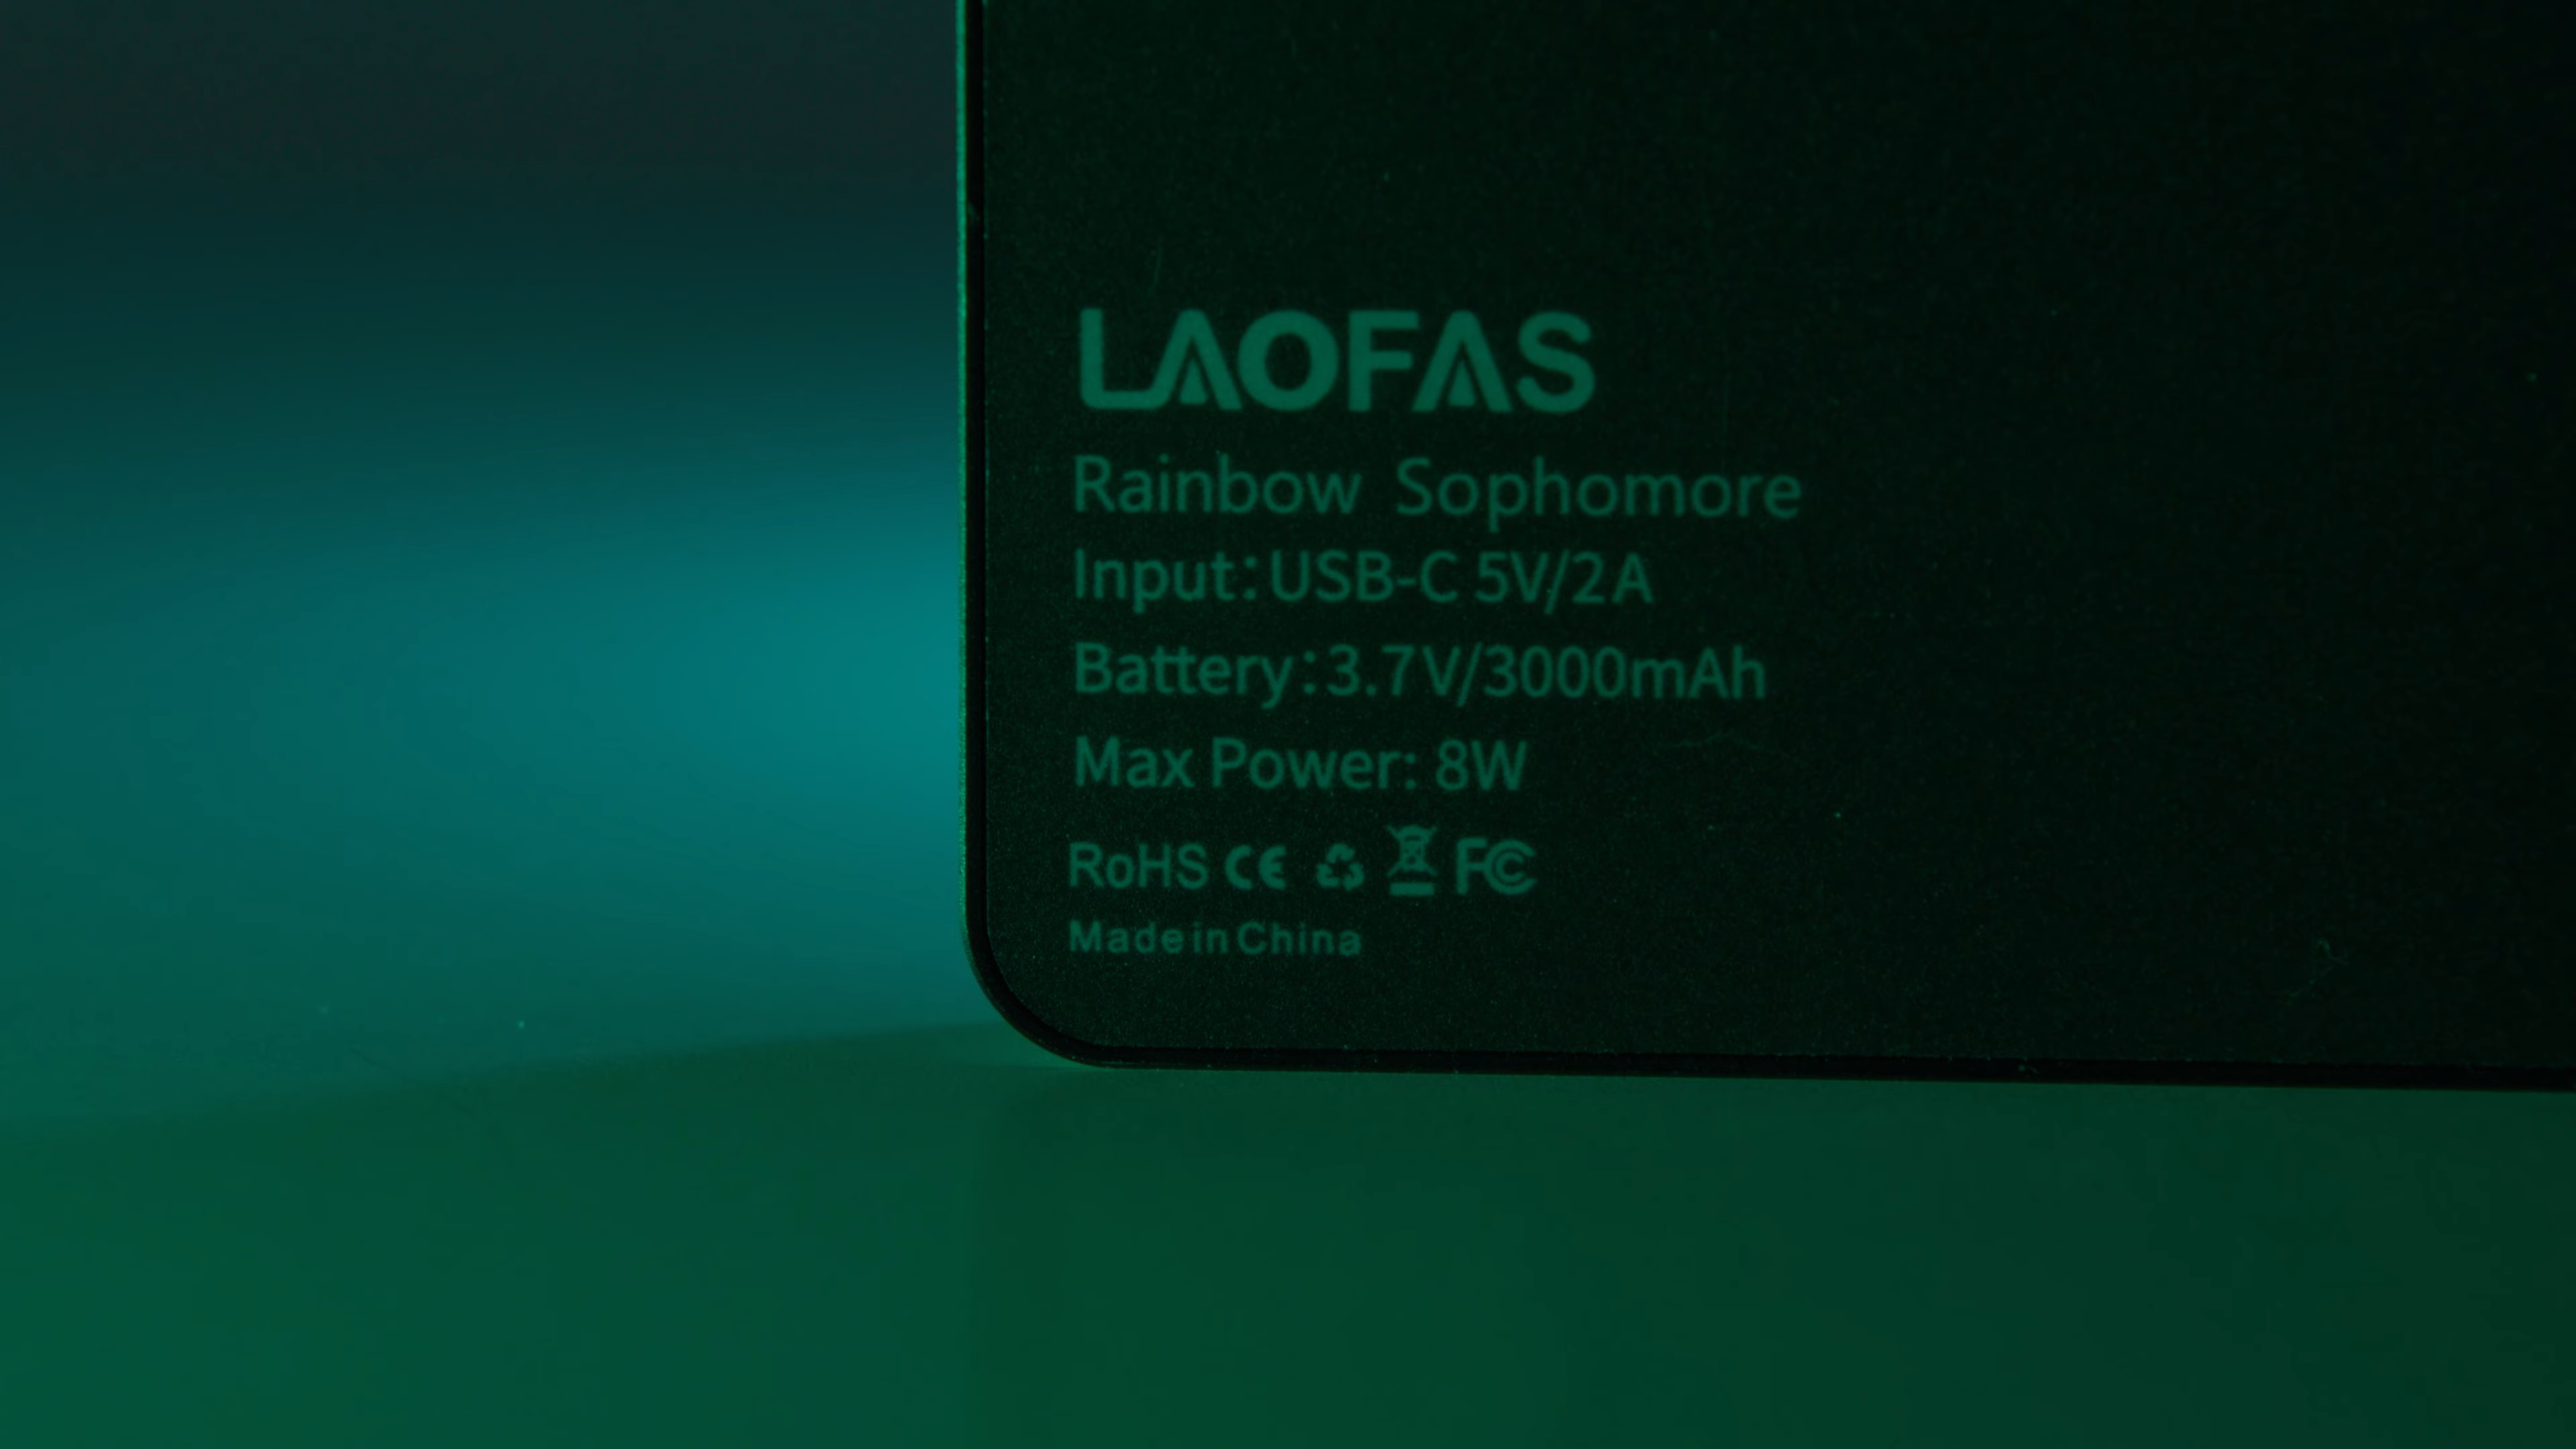 LAOFAS
Rainbow Sophomore
Input:USB-C 5V/2A
Battery:3.7V/3000mAh
Max Power: 8W
RoHS CE FC
Made in China